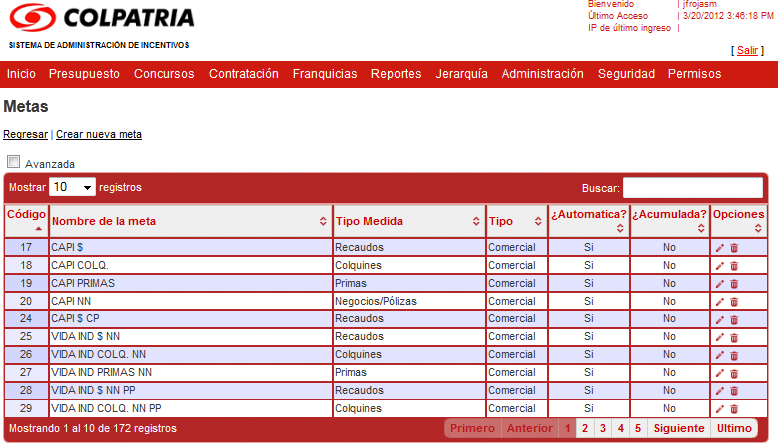 COLPATRIA
SISTEMA DE ADMINISTRACIÓN DE INCENTIVOS
Bienvenido | jfrojasm
Último Acceso | 3/20/2012 3:46:18 PM
IP de último ingreso |
[ Salir ]
Inicio Presupuesto Concursos Contratación Franquicias Reportes Jerarquía Administración Seguridad Permisos
Metas
Regresar | Crear nueva meta
Avanzada
Mostrar 10 registros Buscar:
Código Nombre de la meta Tipo Medida Tipo ¿Automatica? ¿Acumulada? Opciones
17 CAPI $ Recaudos Comercial Si No
18 CAPI COLQ. Colquines Comercial Si No
19 CAPI PRIMAS Primas Comercial Si No
20 CAPI NN Negocios/Pólizas Comercial Si No
24 CAPI $ CP Recaudos Comercial Si No
25 VIDA IND $ NN Recaudos Comercial Si No
26 VIDA IND COLQ. NN Colquines Comercial Si No
27 VIDA IND PRIMAS NN Primas Comercial Si No
28 VIDA IND $ NN PP Recaudos Comercial Si No
29 VIDA IND COLQ. NN PP Colquines Comercial Si No
Mostrando 1 al 10 de 172 registros Primero Anterior 1 2 3 4 5 Siguiente Ultimo